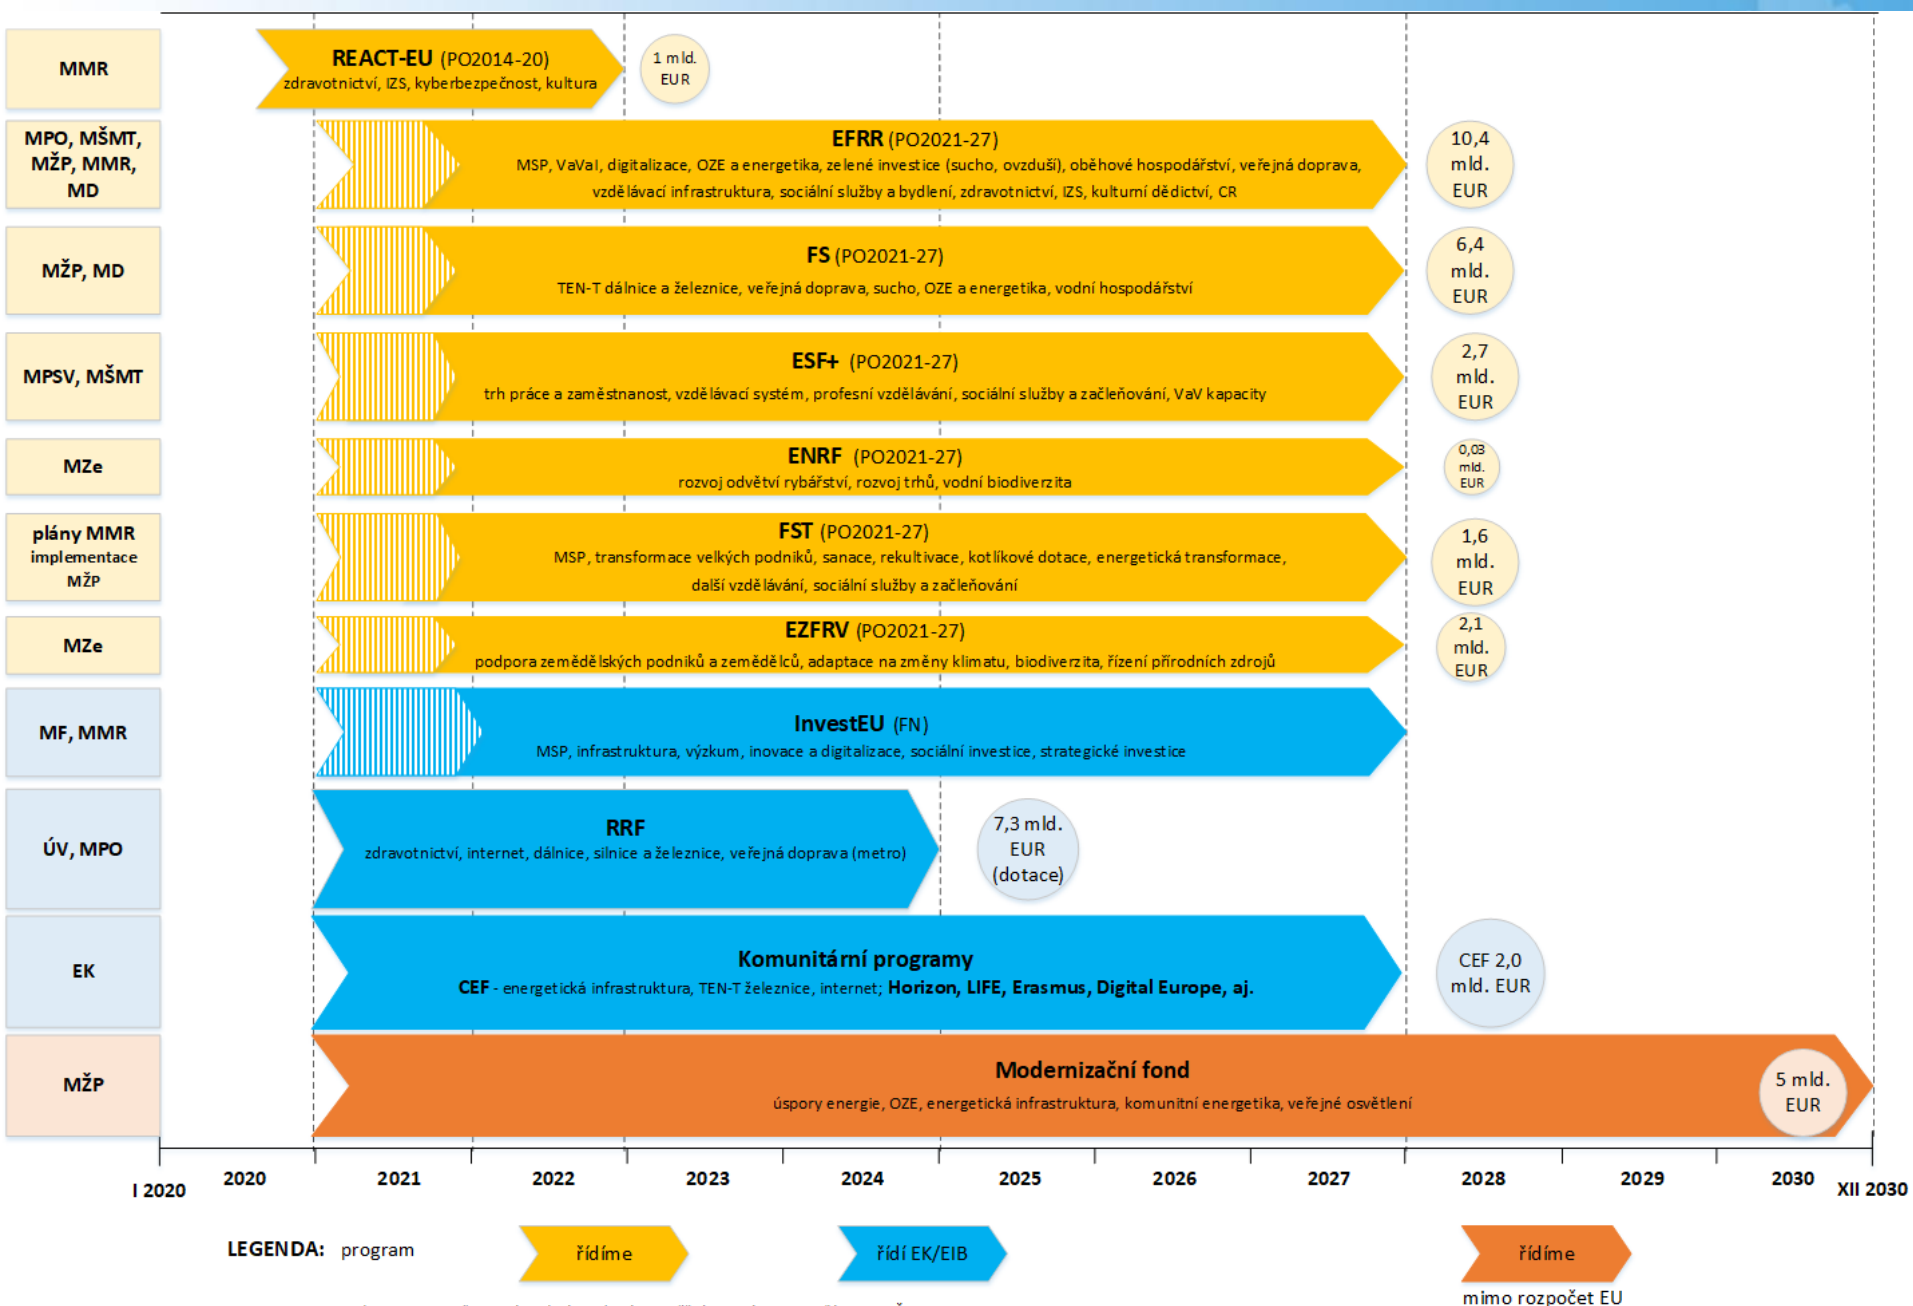 MMR
REACT-EU (PO2014-20)
zdravotnictví, IZS, kyberbezpečnost, kultura
1 mld.
EUR
MPO, MŠMT,
MŽP, MMR,
MD
EFRR (PO2021-27)
MSP, VaVaI, digitalizace, OZE a energetika, zelené investice (sucho, ovzduší), oběhové hospodářství, veřejná doprava,
vzdělávací infrastruktura, sociální služby a bydlení, zdravotnictví, IZS, kulturní dědictví, CR
10,4
mld.
EUR
MŽP, MD
FS (PO2021-27)
TEN-T dálnice a železnice, veřejná doprava, sucho, OZE a energetika, vodní hospodářství
6,4
mld.
EUR
MPSV, MŠMT
ESF+ (PO2021-27)
trh práce a zaměstnanost, vzdělávací systém, profesní vzdělávání, sociální služby a začleňování, VaV kapacity
2,7
mld.
EUR
MZe
ENRF (PO2021-27)
rozvoj odvětví rybářství, rozvoj trhů, vodní biodiverzita
0,03
mld.
EUR
plány MMR
implementace
MŽP
FST (PO2021-27)
MSP, transformace velkých podniků, sanace, rekultivace, kotlíkové dotace, energetická transformace,
další vzdělávání, sociální služby a začleňování
1,6
mld.
EUR
MZe
EZFRV (PO2021-27)
podpora zemědělských podniků a zemědělců, adaptace na změny klimatu, biodiverzita, řízení přírodních zdrojů
2,1
mld.
EUR
MF, MMR
InvestEU (FN)
MSP, infrastruktura, výzkum, inovace a digitalizace, sociální investice, strategické investice
ÚV, MPO
RRF
zdravotnictví, internet, dálnice, silnice a železnice, veřejná doprava (metro)
7,3 mld.
EUR
(dotace)
EK
Komunitární programy
CEF - energetická infrastruktura, TEN-T železnice, internet; Horizon, LIFE, Erasmus, Digital Europe, aj.
CEF 2,0
mld. EUR
MŽP
Modernizační fond
úspory energie, OZE, energetická infrastruktura, komunitní energetika, veřejné osvětlení
5 mld.
EUR
I 2020
2020
2021
2022
2023
2024
2025
2026
2027
2028
2029
2030
XII 2030
LEGENDA: program
řídíme
řídí EK/EIB
řídíme
mimo rozpočet EU